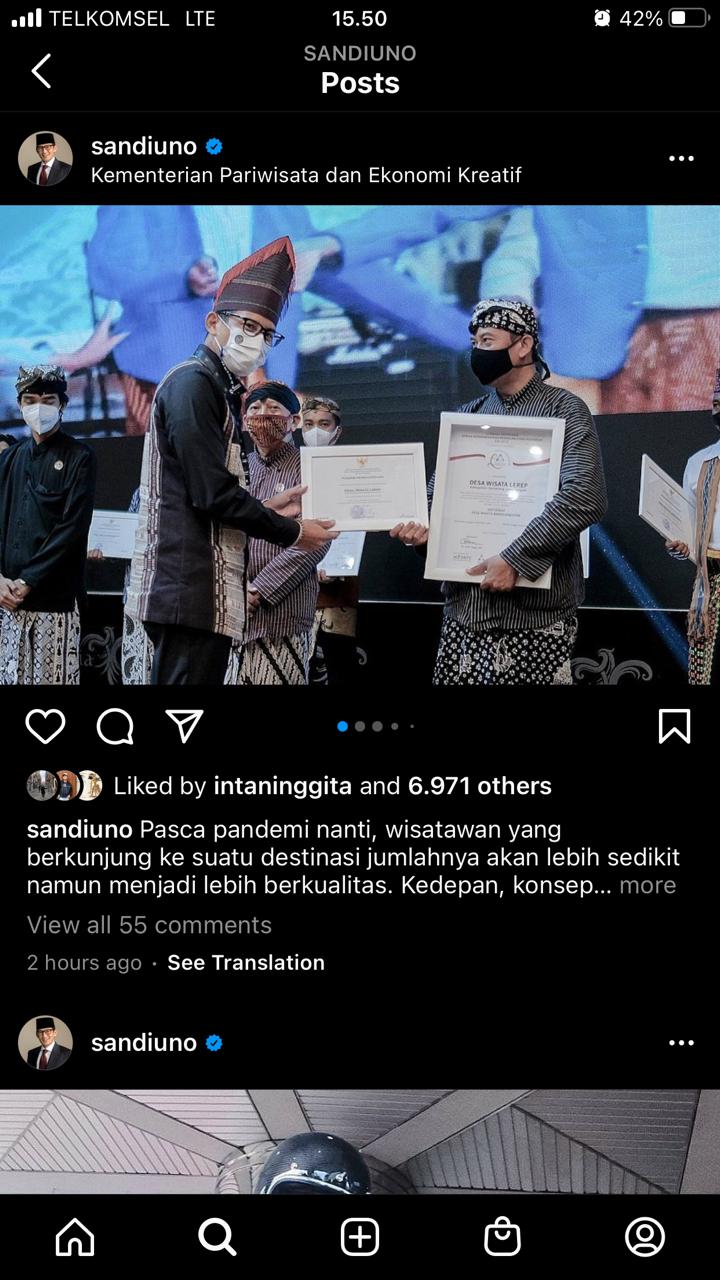 TELKOMSEL LTE 15.50 42%
SANDIUNO
Posts
sandiuno
Kementerian Pariwisata dan Ekonomi Kreatif
DESA WISATA LEREP
Liked by intaninggita and 6.971 others
sandiuno Pasca pandemi nanti, wisatawan yang
berkunjung ke suatu destinasi jumlahnya akan lebih sedikit
namun menjadi lebih berkualitas. Kedepan, konsep... more
View all 55 comments
2 hours ago · See Translation
sandiuno